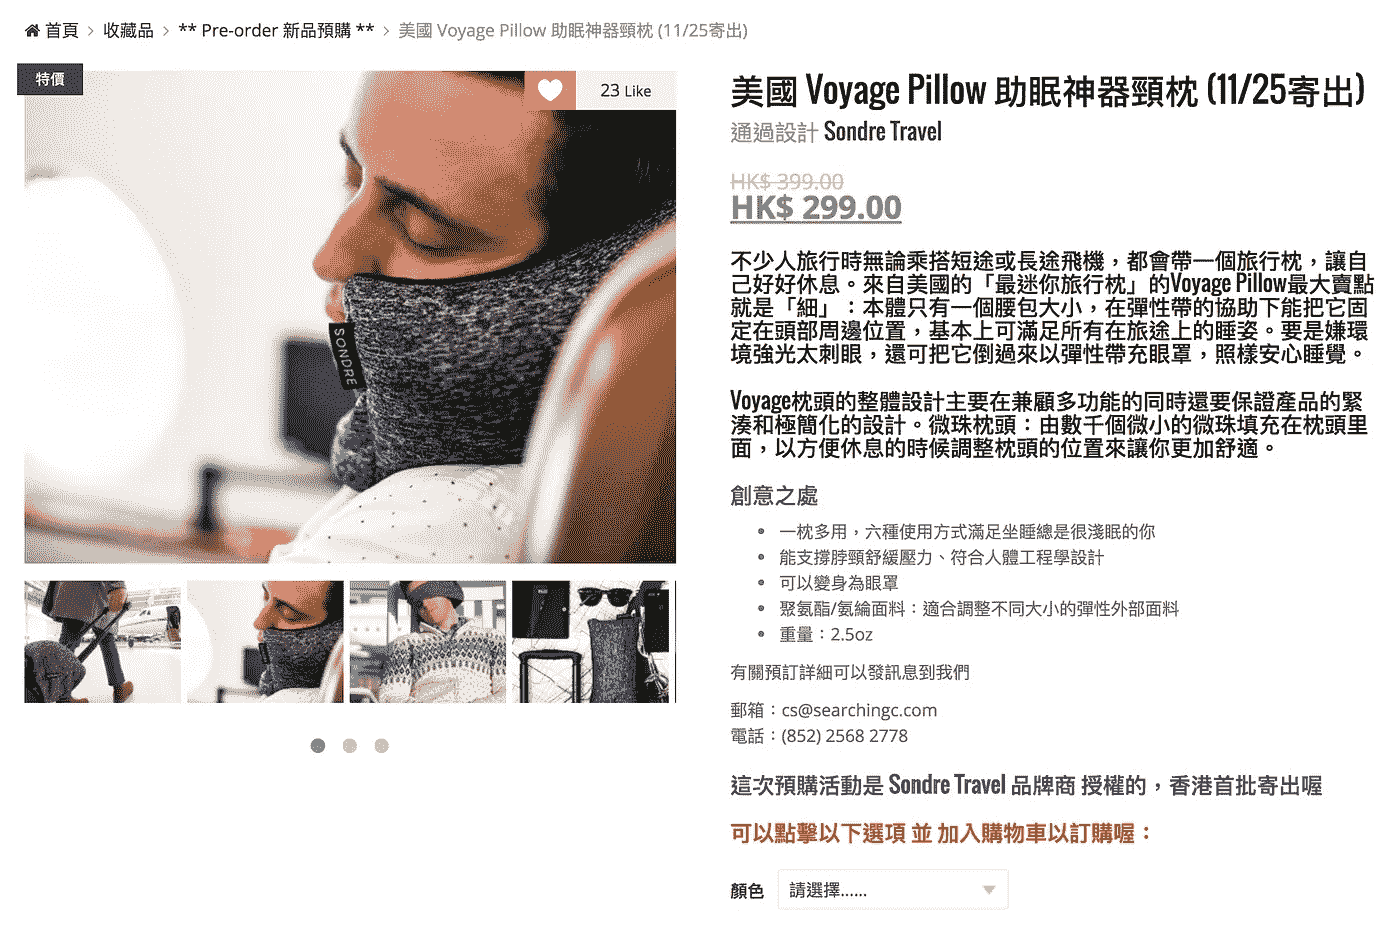 首頁 > 收藏品 > ** Pre-order 新品預購 ** > 美國 Voyage Pillow 助眠神器頸枕 (11/25寄出)
特價
23 Like
SONDRE
美國 Voyage Pillow 助眠神器頸枕 (11/25寄出)
通過設計 Sondre Travel
HK$ 399.00
HK$ 299.00
不少人旅行時無論乘搭短途或長途飛機，都會帶一個旅行枕，讓自
己好好休息。來自美國的「最迷你旅行枕」的Voyage Pillow最大賣點
就是「細」：本體只有一個腰包大小，在彈性帶的協助下能把它固
定在頭部周邊位置，基本上可滿足所有在旅途上的睡姿。要是嫌環
境強光太刺眼，還可把它倒過來以彈性帶充眼罩，照樣安心睡覺。
Voyage枕頭的整體設計主要在兼顧多功能的同時還要保證產品的緊
湊和極簡化的設計。微珠枕頭：由數千個微小的微珠填充在枕頭里
面，以方便休息的時候調整枕頭的位置來讓你更加舒適。
創意之處
• 一枕多用，六種使用方式滿足坐睡總是很淺眠的你
• 能支撐脖頸舒緩壓力、符合人體工程學設計
• 可以變身為眼罩
• 聚氨酯/氨綸面料：適合調整不同大小的彈性外部面料
• 重量：2.5oz
有關預訂詳細可以發訊息到我們
郵箱：cs@searchingc.com
電話：(852) 2568 2778
這次預購活動是 Sondre Travel 品牌商 授權的，香港首批寄出喔
可以點擊以下選項 並 加入購物車以訂購喔：
顏色 請選擇......